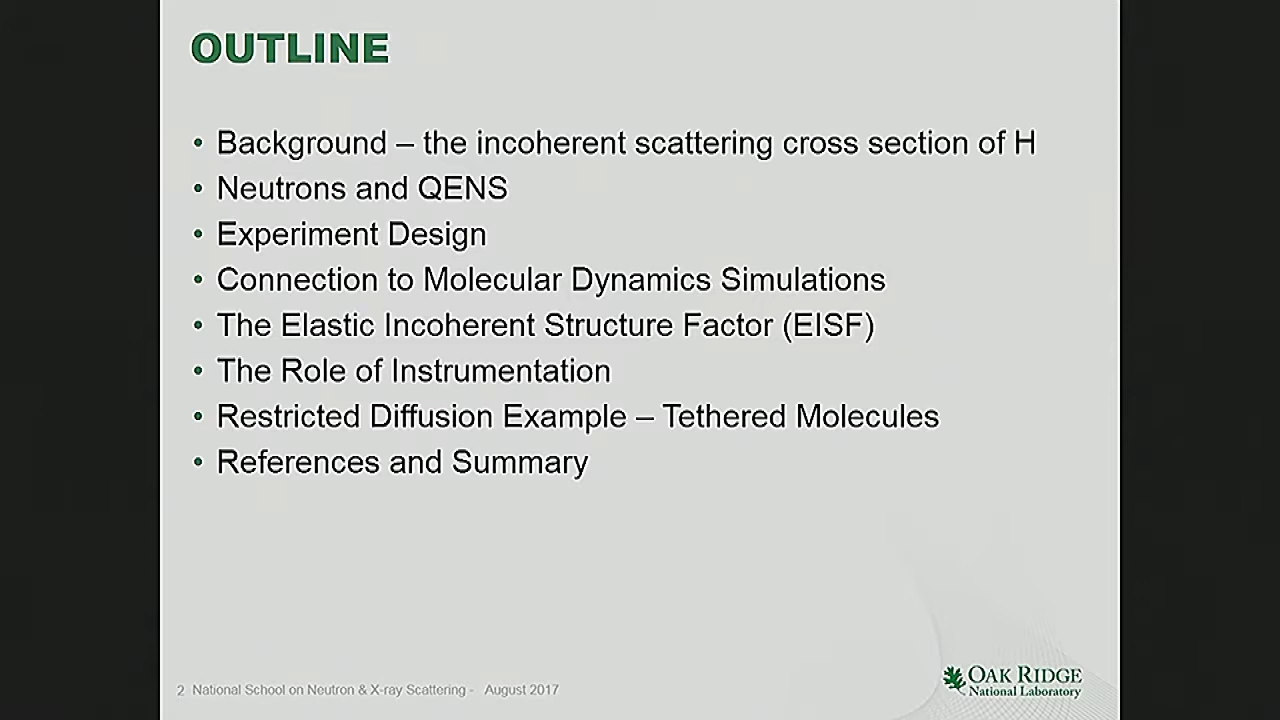 OUTLINE
• Background – the incoherent scattering cross section of H
• Neutrons and QENS
• Experiment Design
• Connection to Molecular Dynamics Simulations
• The Elastic Incoherent Structure Factor (EISF)
• The Role of Instrumentation
• Restricted Diffusion Example – Tethered Molecules
• References and Summary
2 National School on Neutron & X-ray Scattering - August 2017
OAK RIDGE
National Laboratory